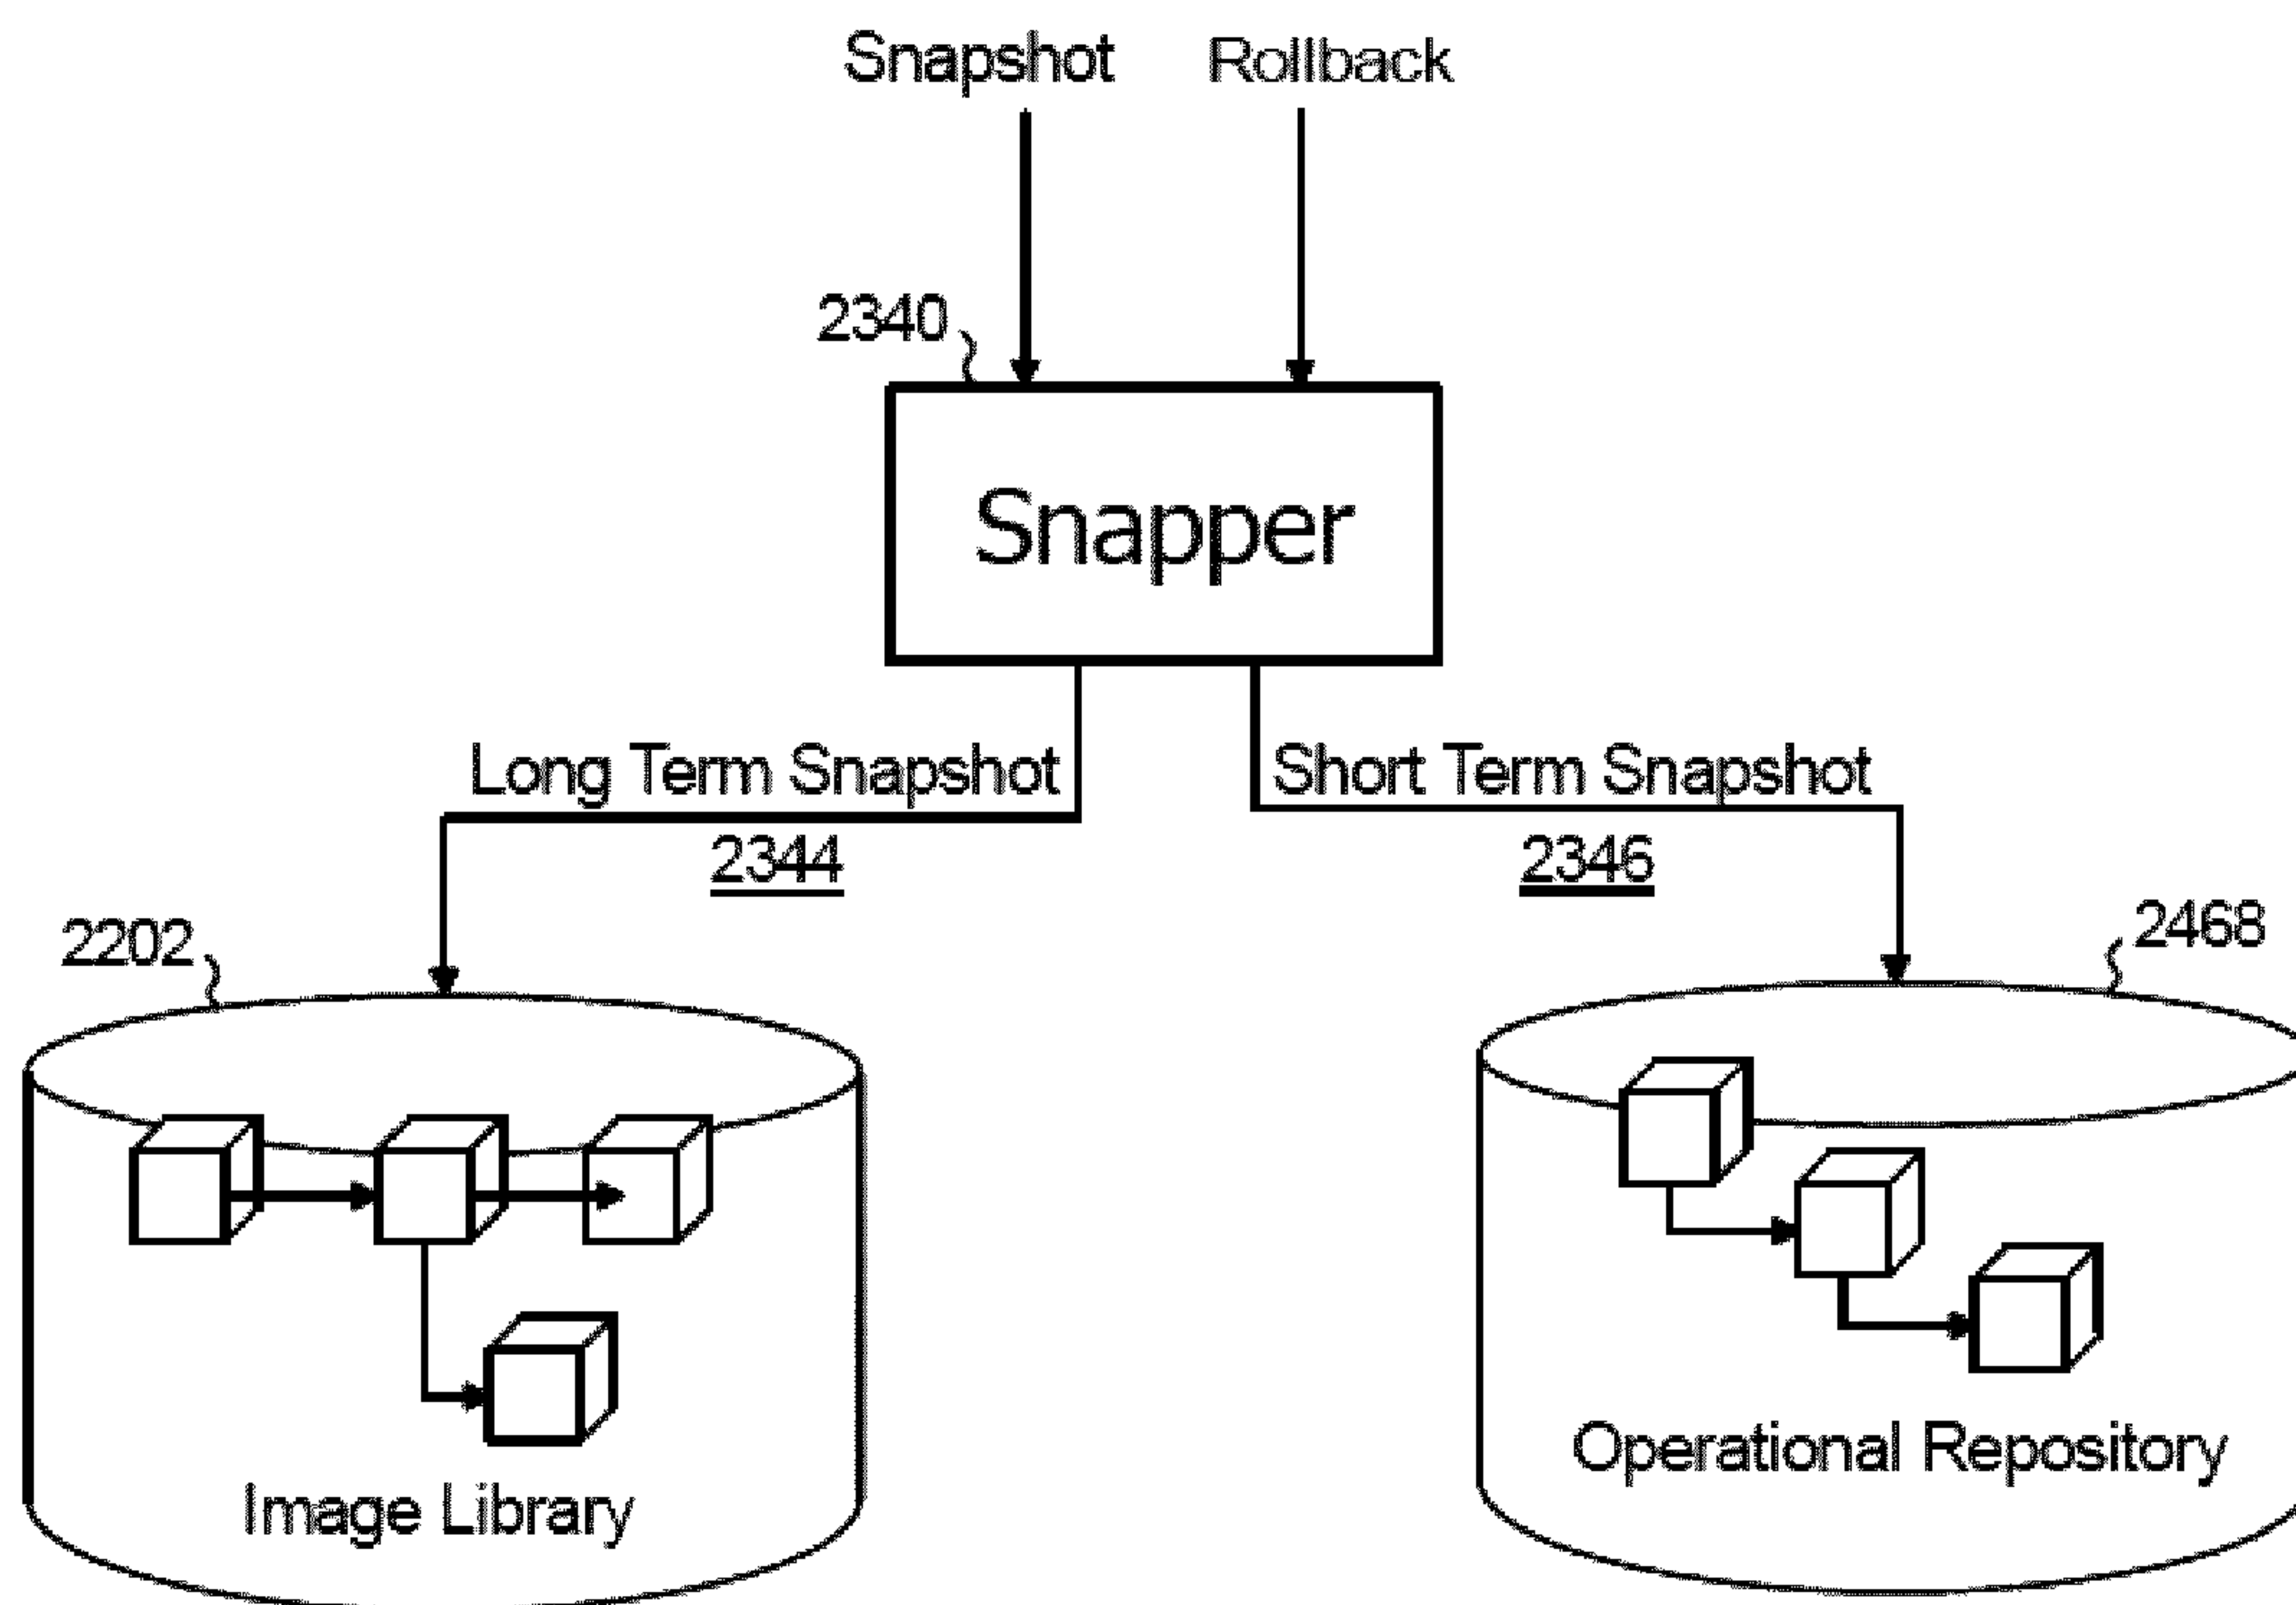 Snapshot Rollback
2340
Snapper
Long Term Snapshot Short Term Snapshot
2344 2346
2202 2468
Operational Repository
Image Library